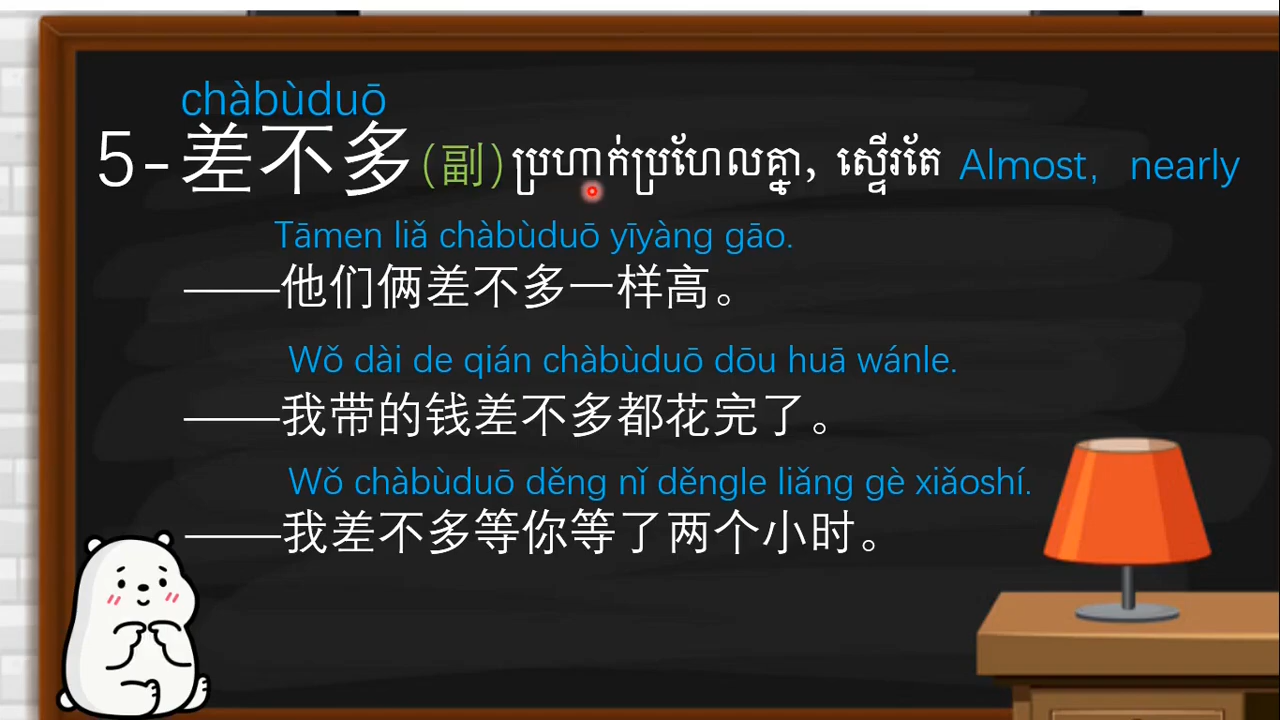 chàbùduō
5-差不多(副)ប្រហាក់ប្រហែលគ្នា, ស្ទើរតែ Almost, nearly
Tāmen liǎ chàbùduō yīyàng gāo.
——他们俩差不多一样高。
Wǒ dài de qián chàbùduō dōu huā wánle.
——我带的钱差不多都花完了。
Wǒ chàbùduō děng nǐ děngle liǎng gè xiǎoshí.
——我差不多等你等了两个小时。